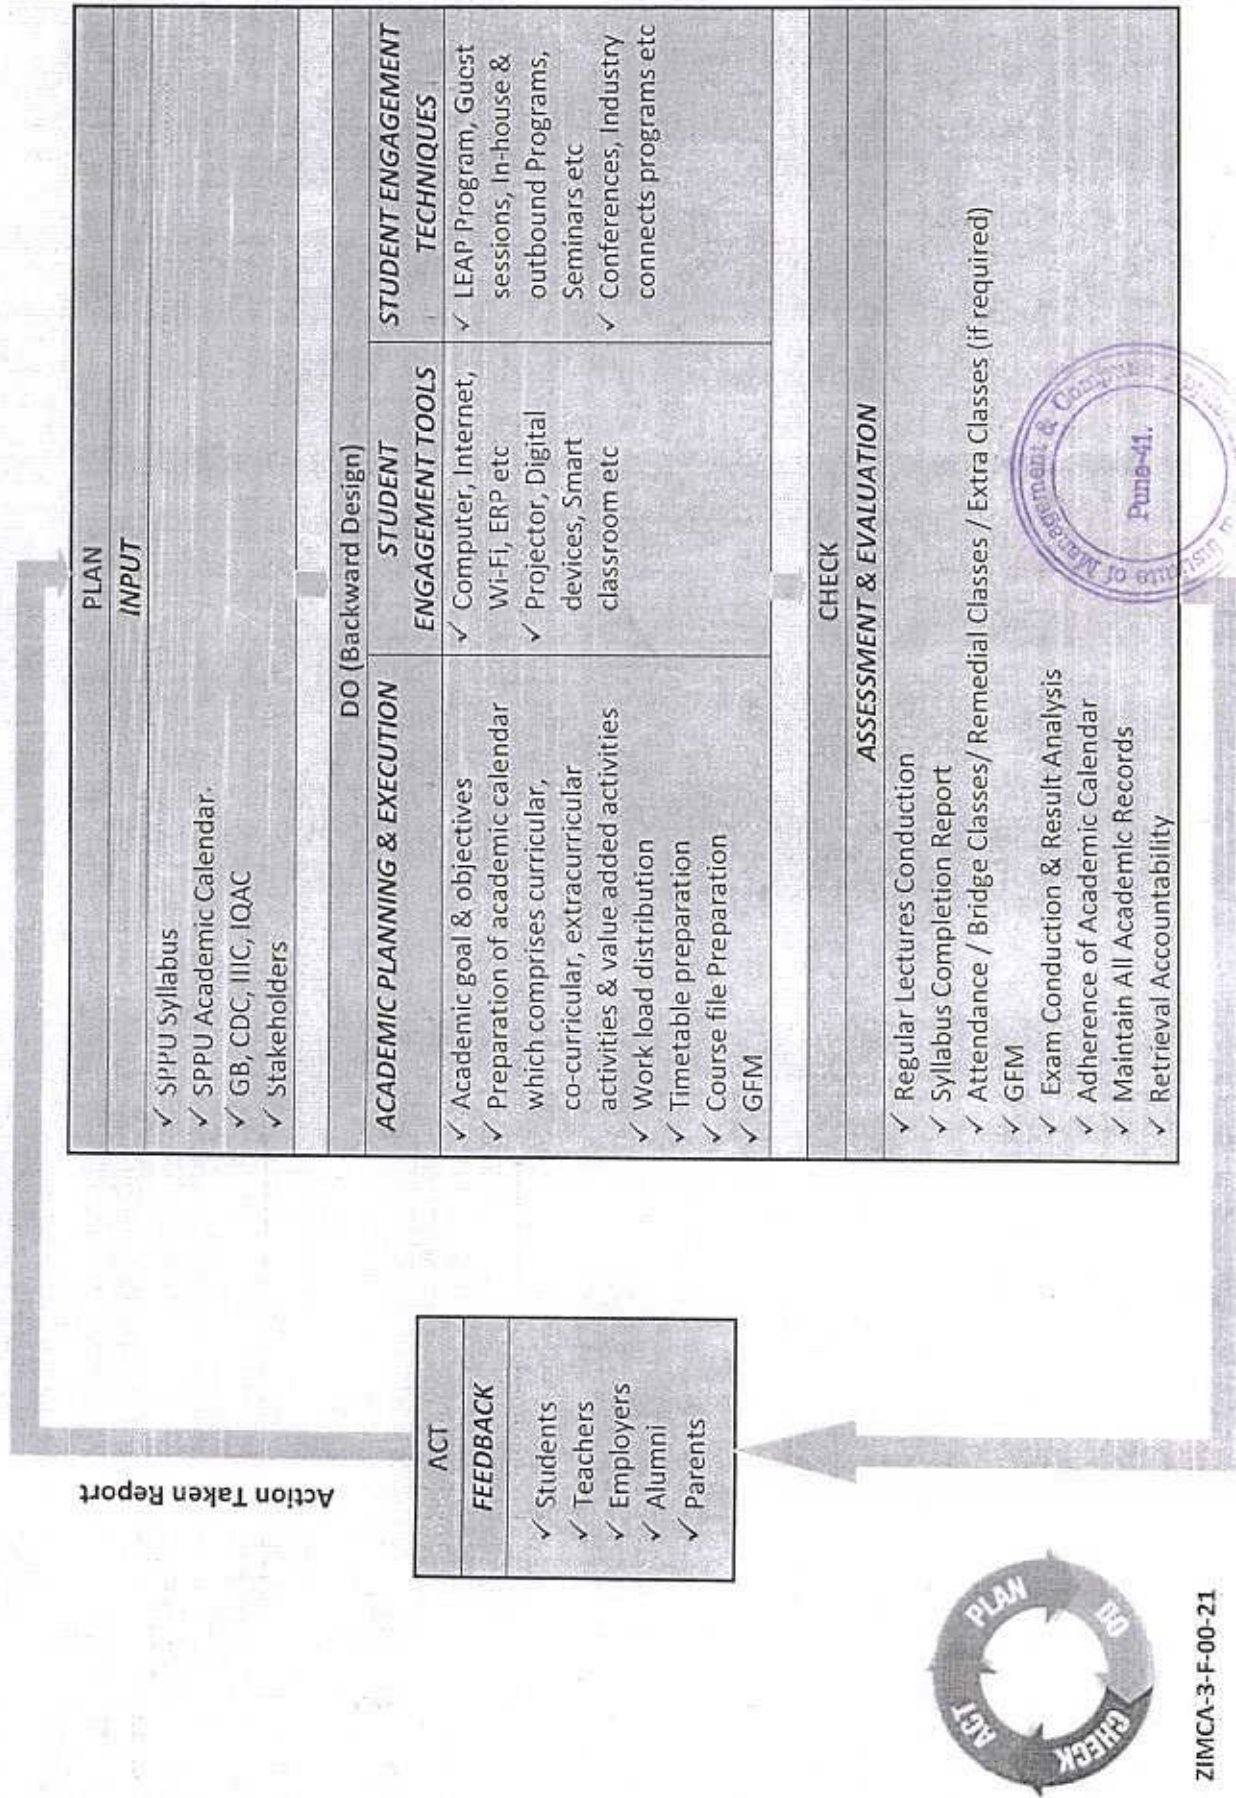 PLAN
INPUT
✓ SPPU Syllabus
✓ SPPU Academic Calendar.
✓ GB, CDC, IIIC, IQAC
✓ Stakeholders
DO (Backward Design)
ACADEMIC PLANNING & EXECUTION
✓ Academic goal & objectives
✓ Preparation of academic calendar
which comprises curricular,
co-curricular, extracurricular
activities & value added activities
✓ Work load distribution
✓ Timetable preparation
✓ Course file Preparation
✓ GFM
STUDENT
ENGAGEMENT TOOLS
✓ Computer, Internet,
Wi-Fi, ERP etc
✓ Projector, Digital
devices, Smart
classroom etc
STUDENT ENGAGEMENT
TECHNIQUES
✓ LEAP Program, Guest
sessions, In-house &
outbound Programs,
Seminars etc
✓ Conferences, Industry
connects programs etc
CHECK
ASSESSMENT & EVALUATION
✓ Regular Lectures Conduction
✓ Syllabus Completion Report
✓ Attendance / Bridge Classes/ Remedial Classes / Extra Classes (if required)
✓ GFM
✓ Exam Conduction & Result Analysis
✓ Adherence of Academic Calendar
✓ Maintain All Academic Records
✓ Retrieval Accountability
Institute of Management &
Pune-41.
Action Taken Report
ACT
FEEDBACK
✓ Students
✓ Teachers
✓ Employers
✓ Alumni
✓ Parents
PLAN
DO
CHECK
ACT
ZIMCA-3-F-00-21